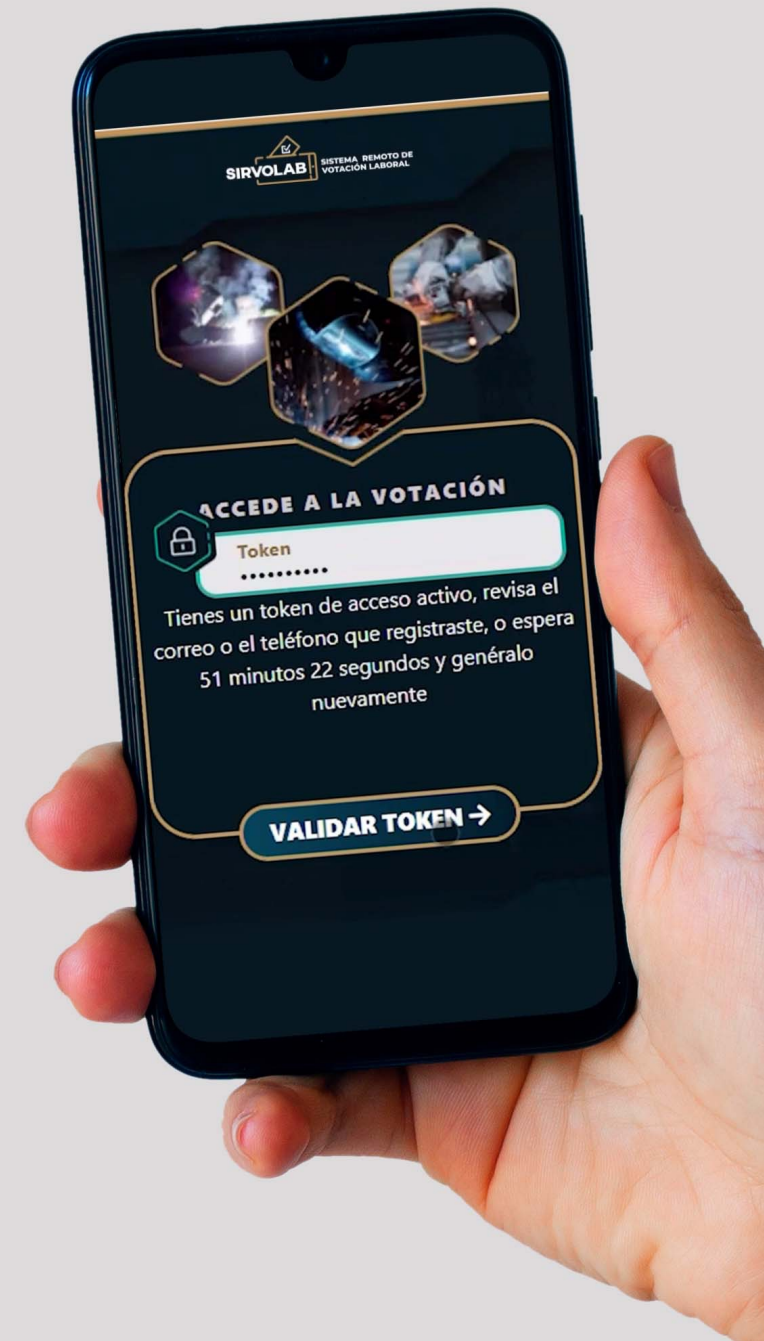 SIRVOLAB
SISTEMA REMOTO DE
VOTACIÓN LABORAL
ACCEDE A LA VOTACIÓN
Token
••••••••••
Tienes un token de acceso activo, revisa el
correo o el teléfono que registraste, o espera
51 minutos 22 segundos y genéralo
nuevamente
VALIDAR TOKEN →